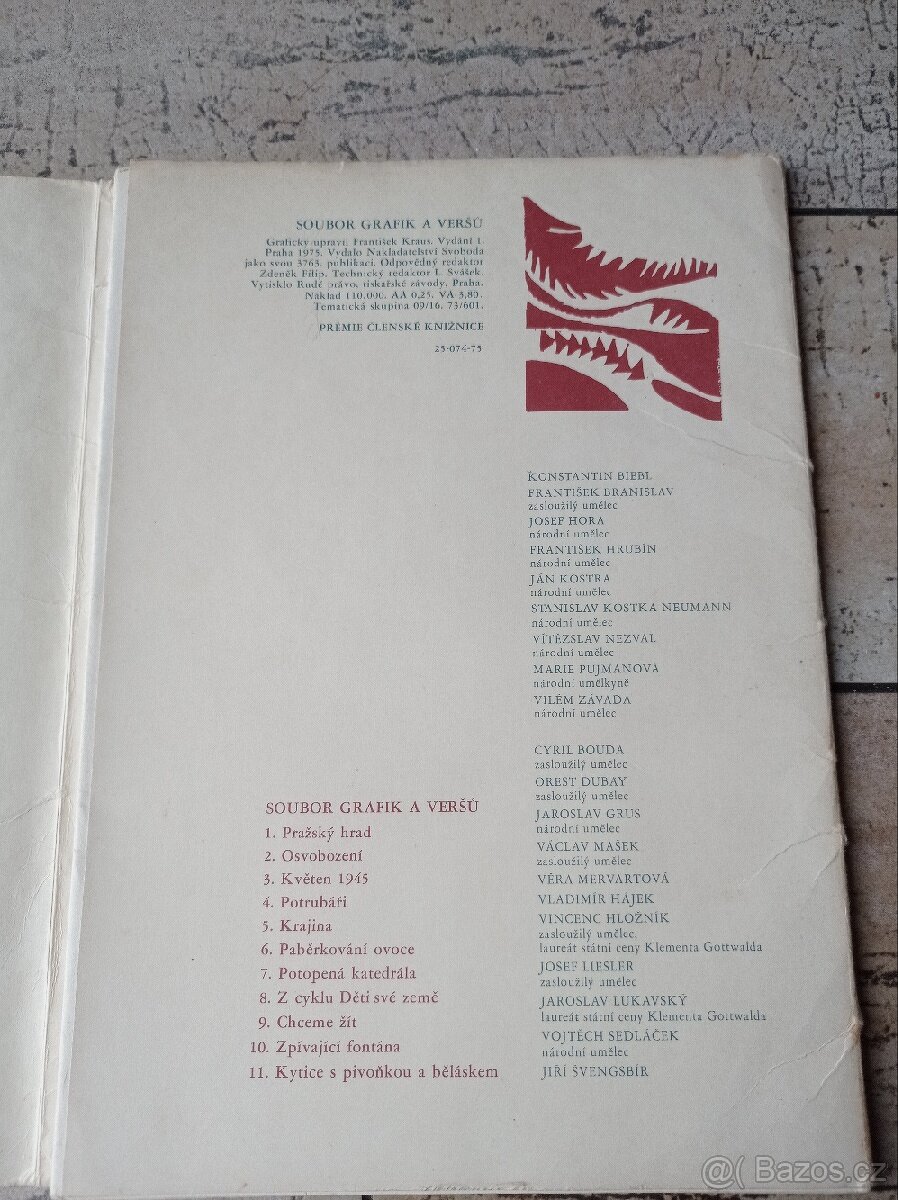 SOUBOR GRAFIK A VERŠŮ
Graficky upravil František Kraus. Vydání I.
Praha 1975. Vydalo Nakladatelství Svoboda
jako svou 3763. publikaci. Odpovědný redaktor
Zdeněk Filip. Technický redaktor L. Svášek.
Vytisklo Rudé právo, tiskařské závody, Praha.
Náklad 110.000. AA 0,25. VA 3,80.
Tematická skupina 09/16. 73/601.
PRÉMIE ČLENSKÉ KNIŽNICE
25-074-75
KONSTANTIN BIEBL
FRANTIŠEK BRANISLAV
zasloužilý umělec
JOSEF HORA
národní umělec
FRANTIŠEK HRUBÍN
národní umělec
JÁN KOSTRA
národní umělec
STANISLAV KOSTKA NEUMANN
národní umělec
VÍTĚZSLAV NEZVAL
národní umělec
MARIE PUJMANOVÁ
národní umělkyně
VILÉM ZÁVADA
národní umělec
CYRIL BOUDA
zasloužilý umělec
OREST DUBAY
zasloužilý umělec
JAROSLAV GRUS
národní umělec
VÁCLAV MAŠEK
zasloužilý umělec
VĚRA MERVARTOVÁ
VLADIMÍR HÁJEK
VINCENC HLOŽNÍK
zasloužilý umělec,
laureát státní ceny Klementa Gottwalda
JOSEF LIESLER
zasloužilý umělec
JAROSLAV LUKAVSKÝ
laureát státní ceny Klementa Gottwalda
VOJTĚCH SEDLÁČEK
národní umělec
JIŘÍ ŠVENGSBÍR
SOUBOR GRAFIK A VERŠŮ
1. Pražský hrad
2. Osvobození
3. Květen 1945
4. Potrubáři
5. Krajina
6. Paběrkování ovoce
7. Potopená katedrála
8. Z cyklu Děti své země
9. Chceme žít
10. Zpívající fontána
11. Kytice s pivoňkou a běláskem
@ Bazos.cz